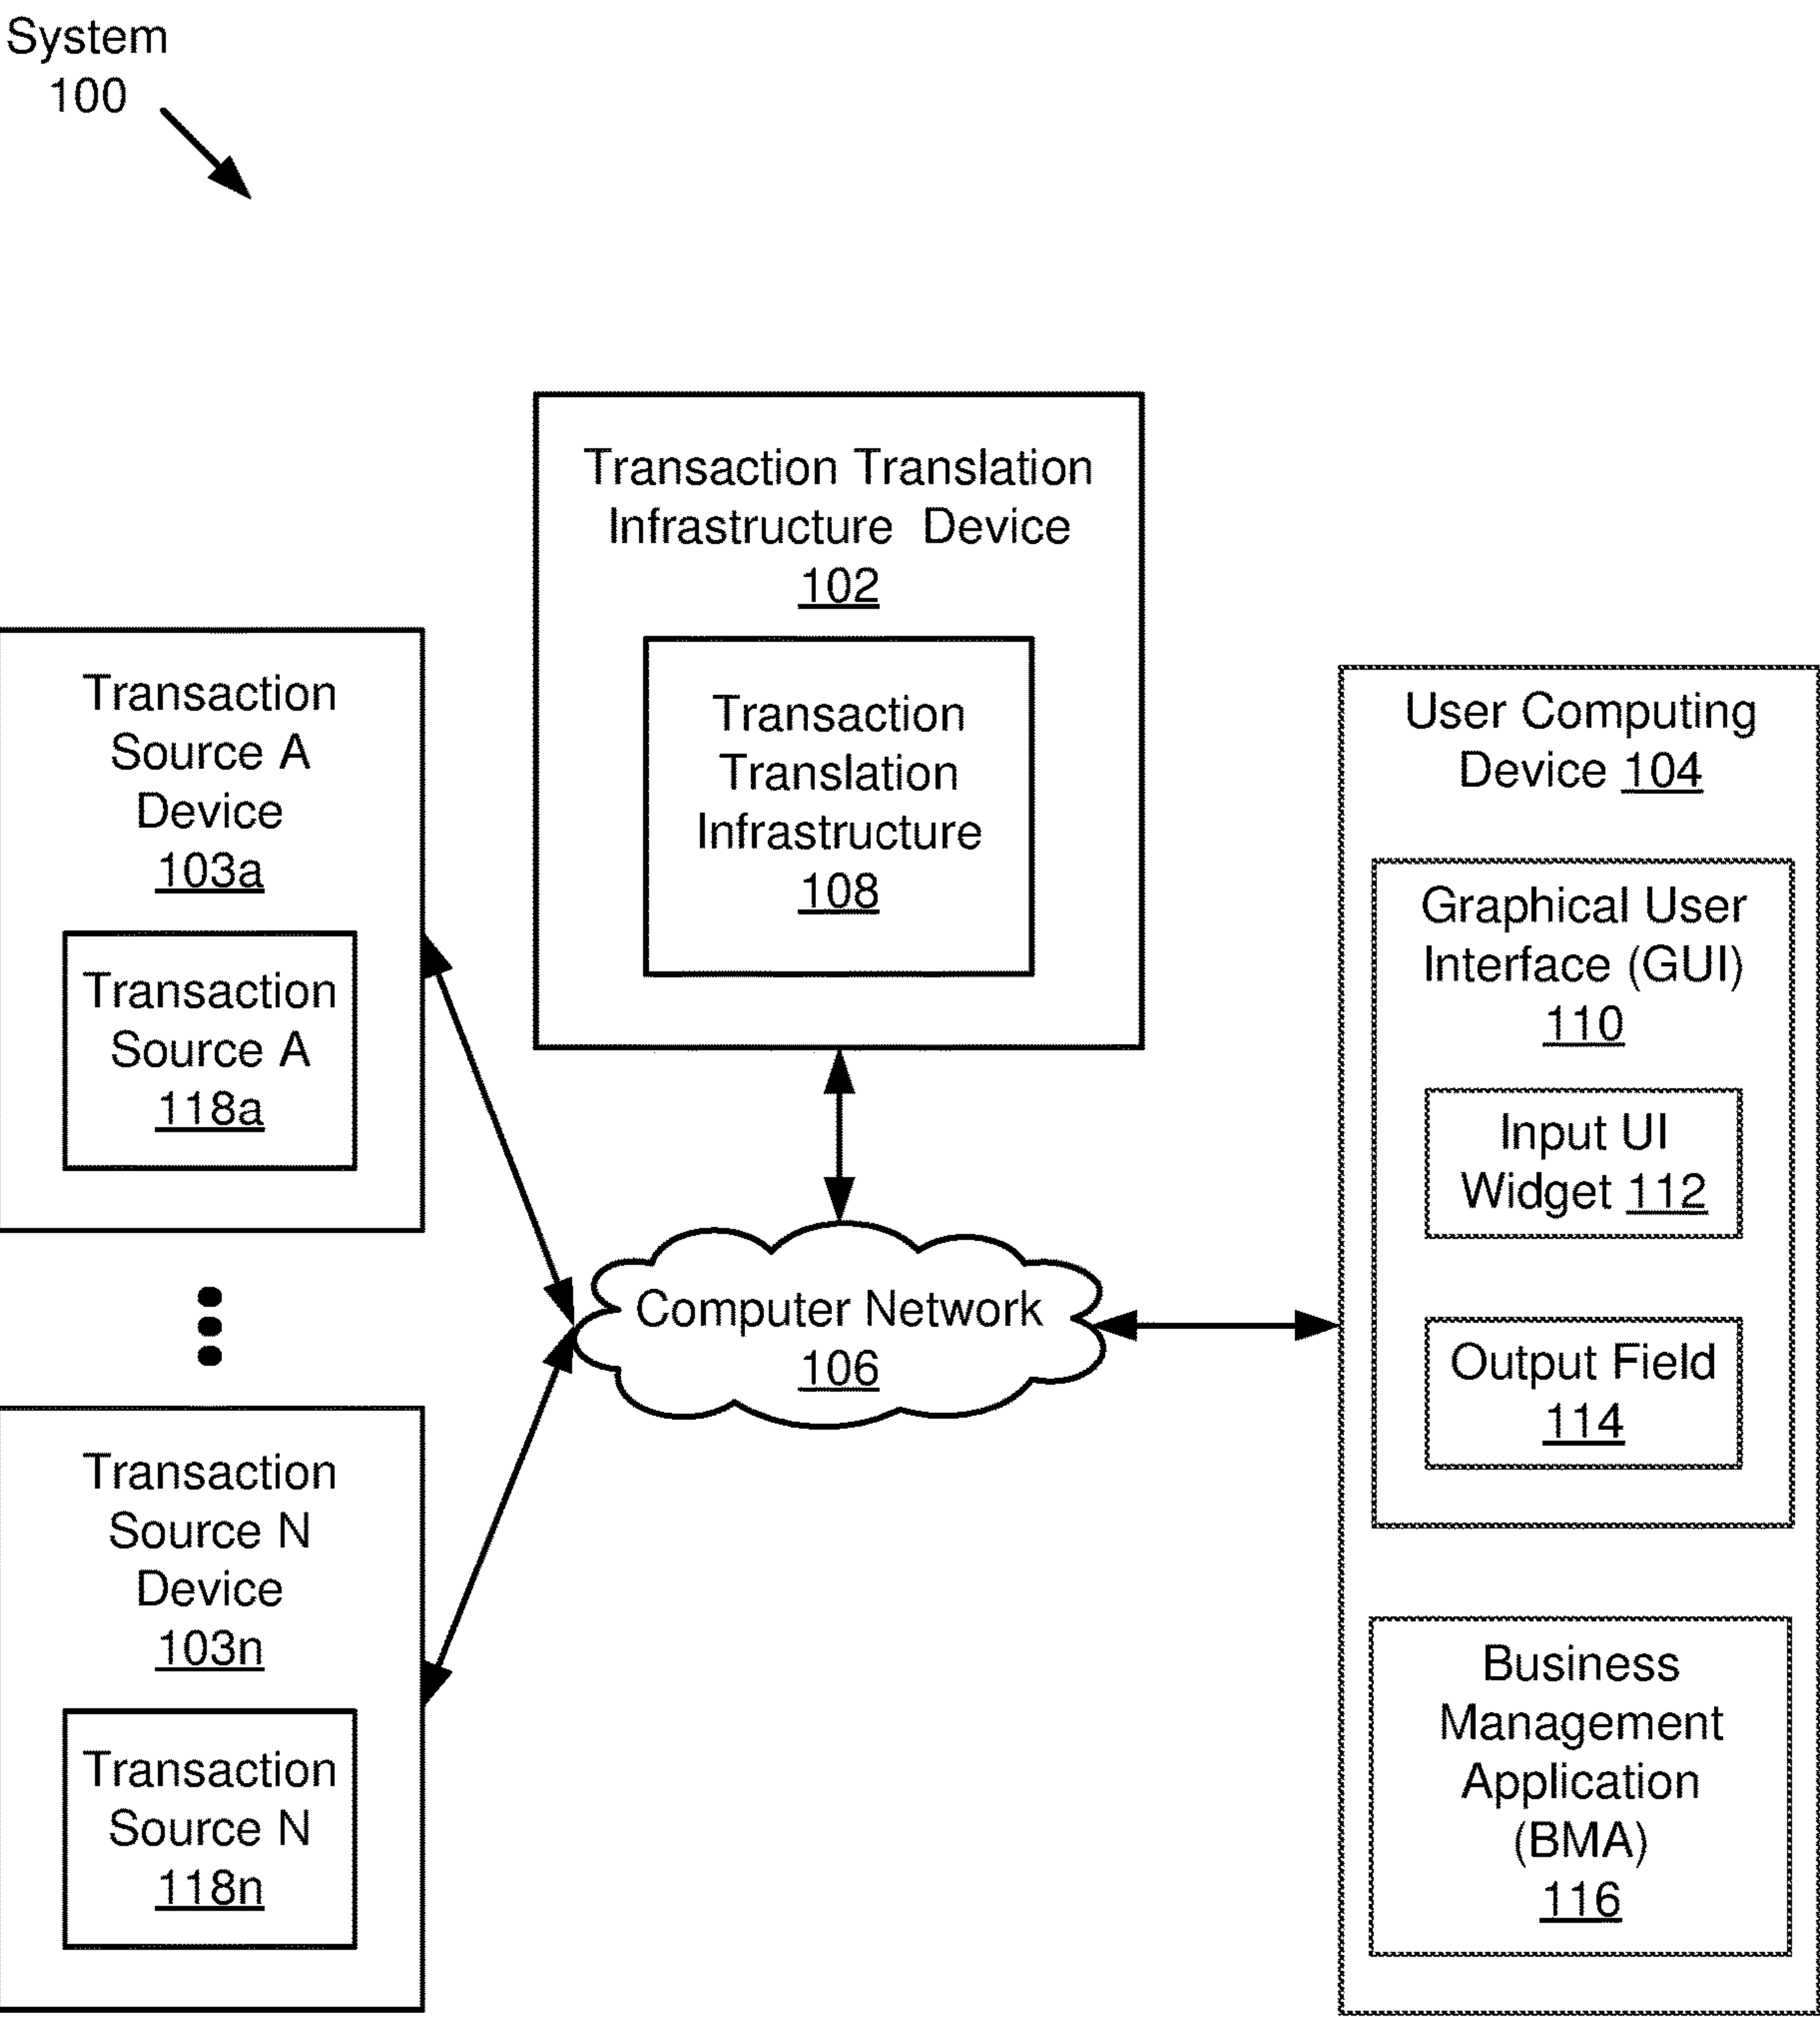 System
100
Transaction Translation
Infrastructure Device
102
Transaction
Translation
Infrastructure
108
Transaction
Source A
Device
103a
Transaction
Source A
118a
Transaction
Source N
Device
103n
Transaction
Source N
118n
Computer Network
106
User Computing
Device 104
Graphical User
Interface (GUI)
110
Input UI
Widget 112
Output Field
114
Business
Management
Application
(BMA)
116